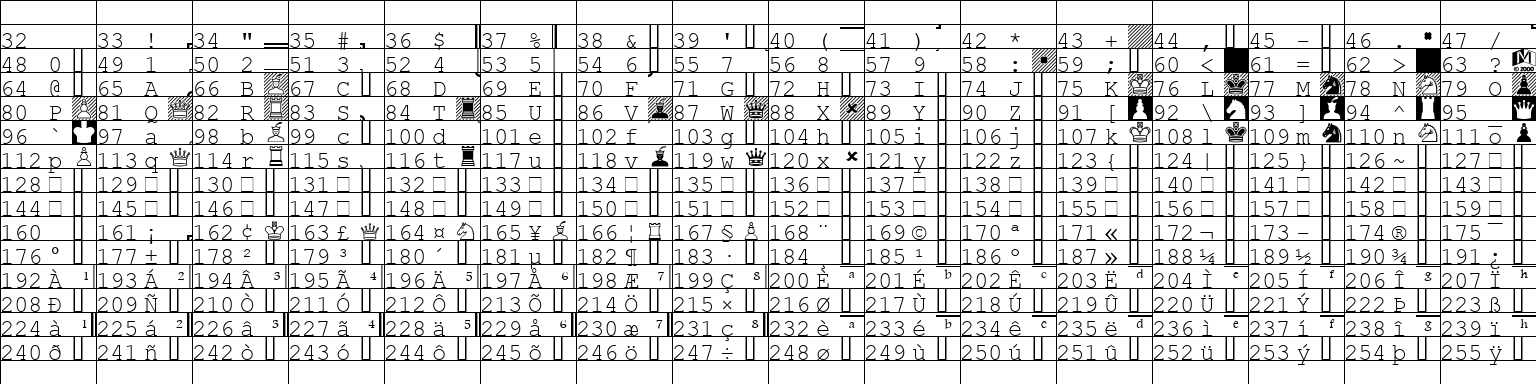 32 33 ! 34 " 35 # 36 $ 37 % 38 & 39 ' 40 ( 41 ) 42 * 43 + 44 , 45 - 46 . 47 /
48 0 49 1 50 2 51 3 52 4 53 5 54 6 55 7 56 8 57 9 58 : 59 ; 60 < 61 = 62 > 63 ? M © 2000
64 @ 65 A 66 B 67 C 68 D 69 E 70 F 71 G 72 H 73 I 74 J 75 K 76 L 77 M 78 N 79 O
80 P 81 Q 82 R 83 S 84 T 85 U 86 V 87 W 88 X 89 Y 90 Z 91 [ 92 \ 93 ] 94 ^ 95 _
96 ` 97 a 98 b 99 c 100 d 101 e 102 f 103 g 104 h 105 i 106 j 107 k 108 l 109 m 110 n 111 o
112 p 113 q 114 r 115 s 116 t 117 u 118 v 119 w 120 x 121 y 122 z 123 { 124 | 125 } 126 ~ 127
128 129 130 131 132 133 134 135 136 137 138 139 140 141 142 143
144 145 146 147 148 149 150 151 152 153 154 155 156 157 158 159
160 161 ¡ 162 ¢ 163 £ 164 ¤ 165 ¥ 166 ¦ 167 § 168 ¨ 169 © 170 ª 171 « 172 ¬ 173 - 174 ® 175 ¯
176 ° 177 ± 178 ² 179 ³ 180 ´ 181 µ 182 ¶ 183 · 184 185 ¹ 186 º 187 » 188 ¼ 189 ½ 190 ¾ 191 ¿
192 À 1 193 Á 2 194 Â 3 195 Ã 4 196 Ä 5 197 Å 6 198 Æ 7 199 Ç 8 200 È a 201 É b 202 Ê c 203 Ë d 204 Ì e 205 Í f 206 Î g 207 Ï h
208 Ð 209 Ñ 210 Ò 211 Ó 212 Ô 213 Õ 214 Ö 215 × 216 Ø 217 Ù 218 Ú 219 Û 220 Ü 221 Ý 222 Þ 223 ß
224 à 1 225 á 2 226 â 3 227 ã 4 228 ä 5 229 å 6 230 æ 7 231 ç 8 232 è a 233 é b 234 ê c 235 ë d 236 ì e 237 í f 238 î g 239 ï h
240 ð 241 ñ 242 ò 243 ó 244 ô 245 õ 246 ö 247 ÷ 248 ø 249 ù 250 ú 251 û 252 ü 253 ý 254 þ 255 ÿ